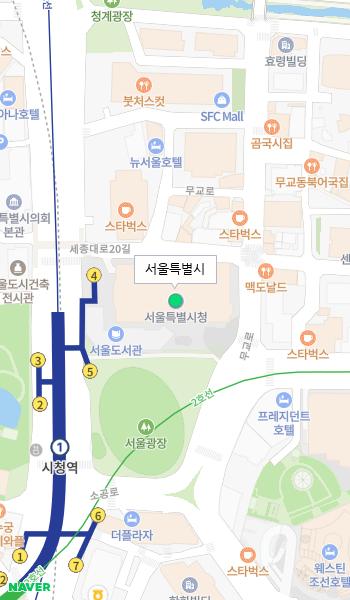 청계광장
효령빌딩
붓처스컷
SFC Mall
아나호텔
곰국시집
뉴서울호텔
무교동북어국집
무교로
특별시의회
본관
스타벅스
스타벅스
세종대로20길
서울특별시
울도시건축
전시관
4
맥도날드
서울특별시청
서울도서관
무교로
스타벅스
3
5
2
2호선
프레지던트
호텔
서울광장
1
시청역
소공로
6
더플라자
와플
1
7
스타벅스
웨스틴
조선호텔
2
NAVER